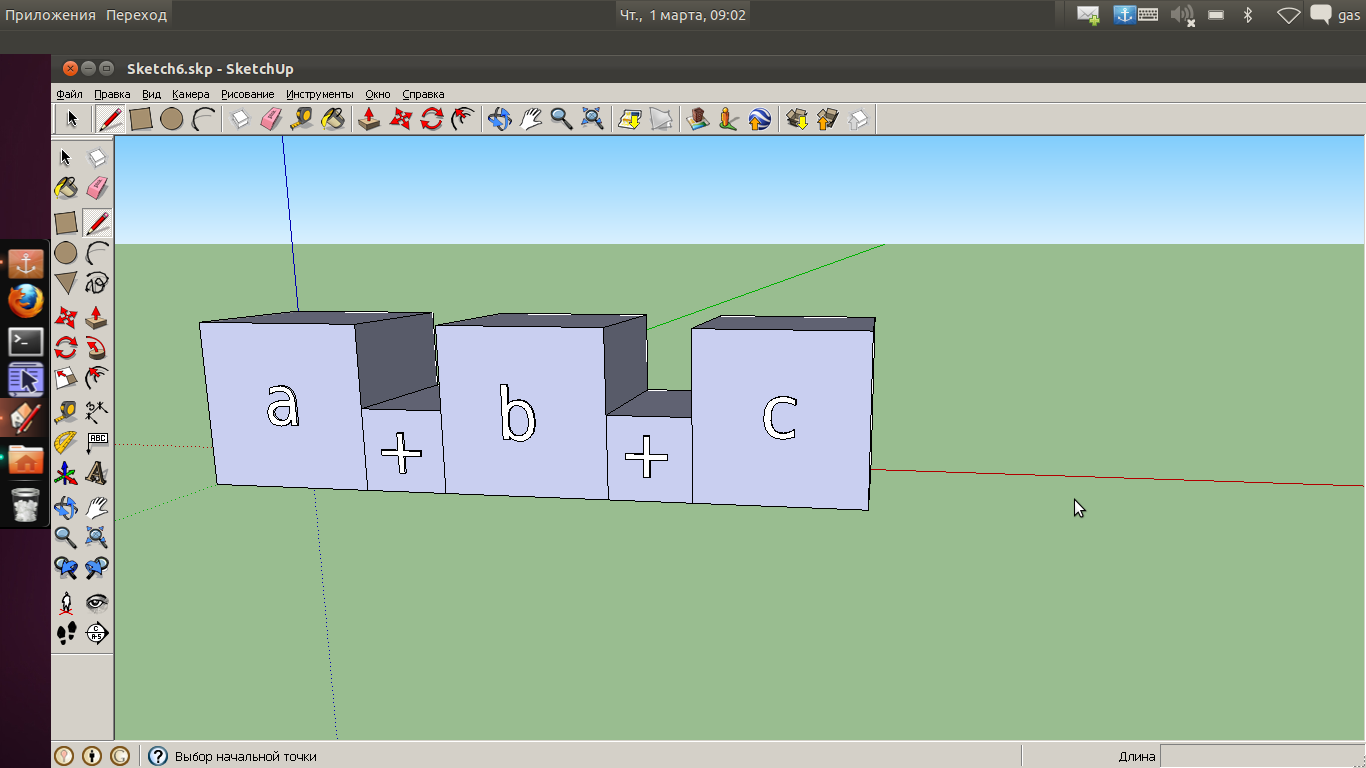 Приложения Переход Чт., 1 марта, 09:02 gas
Sketch6.skp - SketchUp
Файл Правка Вид Камера Рисование Инструменты Окно Справка
a + b + c
ABC
Выбор начальной точки Длина